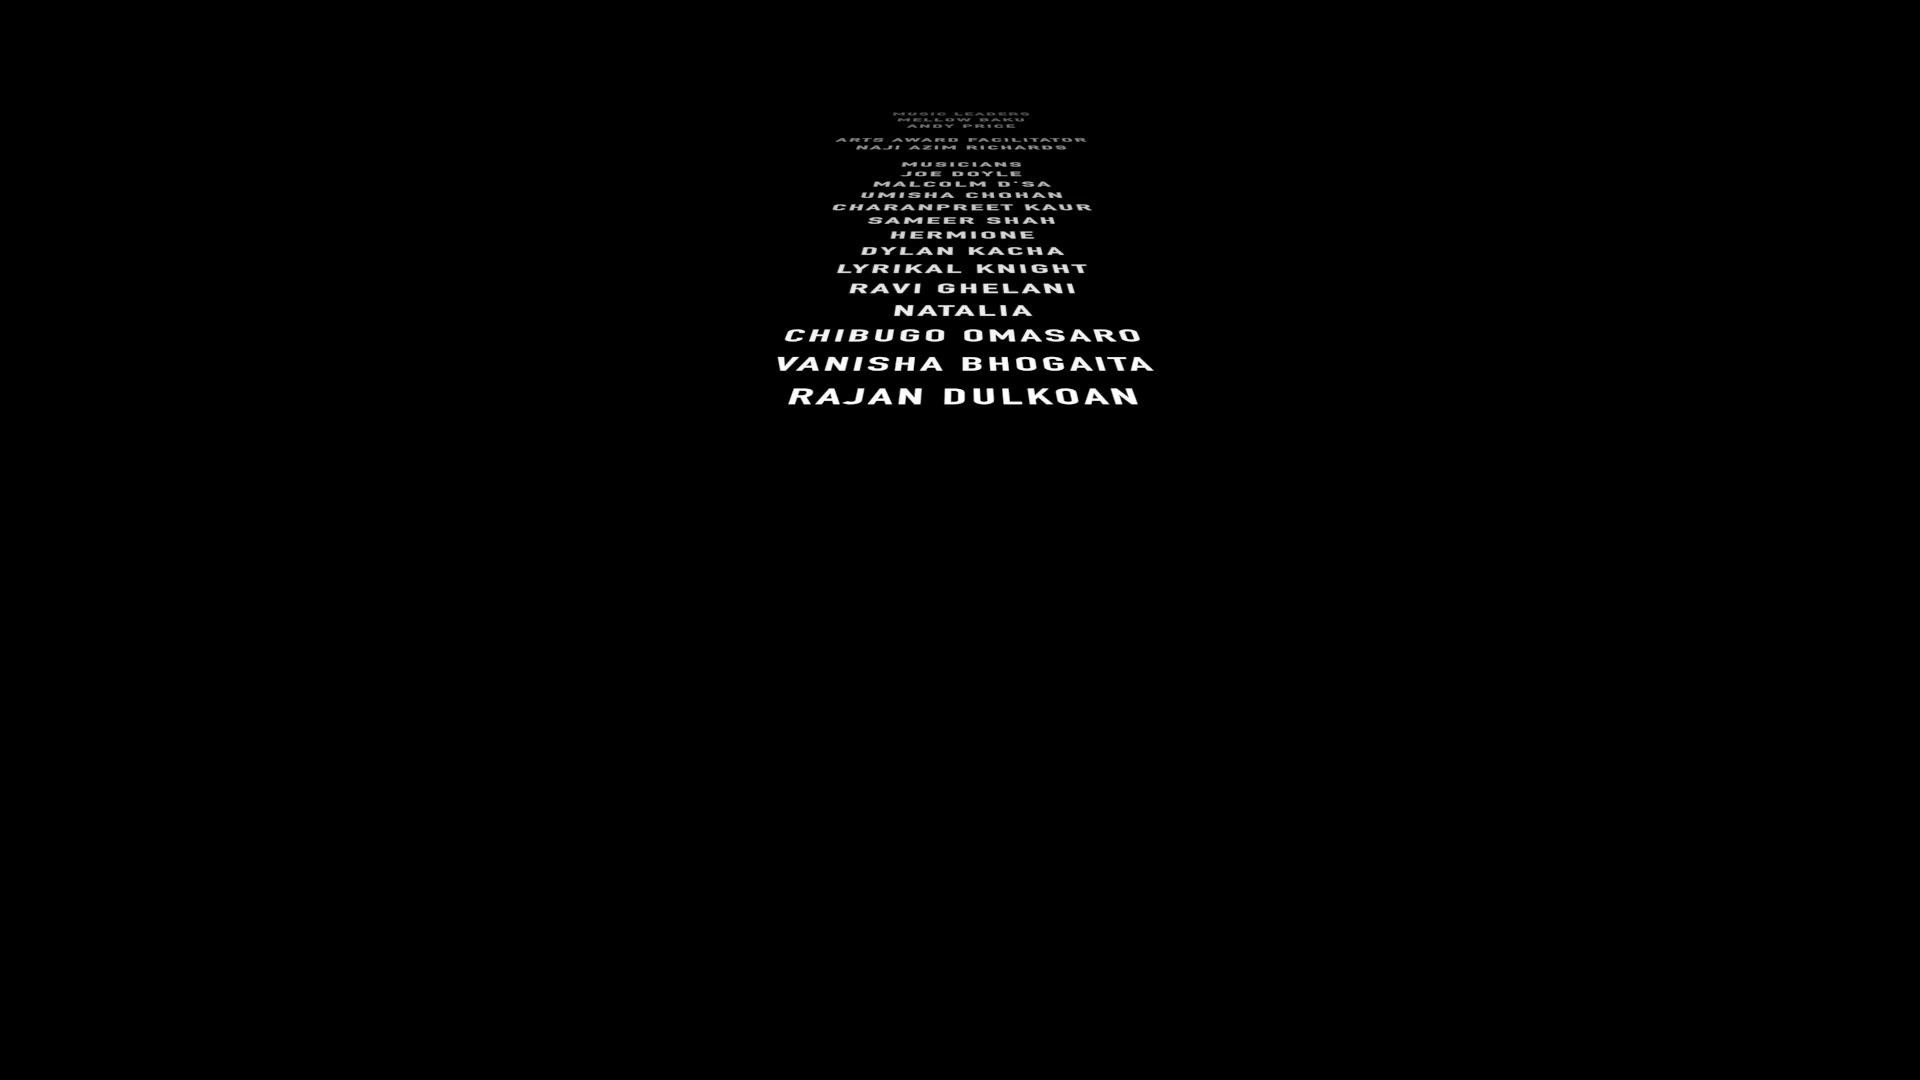 MUSIC LEADERS
MELLOW BAKU
ANDY PRICE
ARTS AWARD FACILITATOR
NAJI AZIM RICHARDS
MUSICIANS
JOE DOYLE
MALCOLM D'SA
UMISHA CHOHAN
CHARANPREET KAUR
SAMEER SHAH
HERMIONE
DYLAN KACHA
LYRIKAL KNIGHT
RAVI GHELANI
NATALIA
CHIBUGO OMASARO
VANISHA BHOGAITA
RAJAN DULKOAN